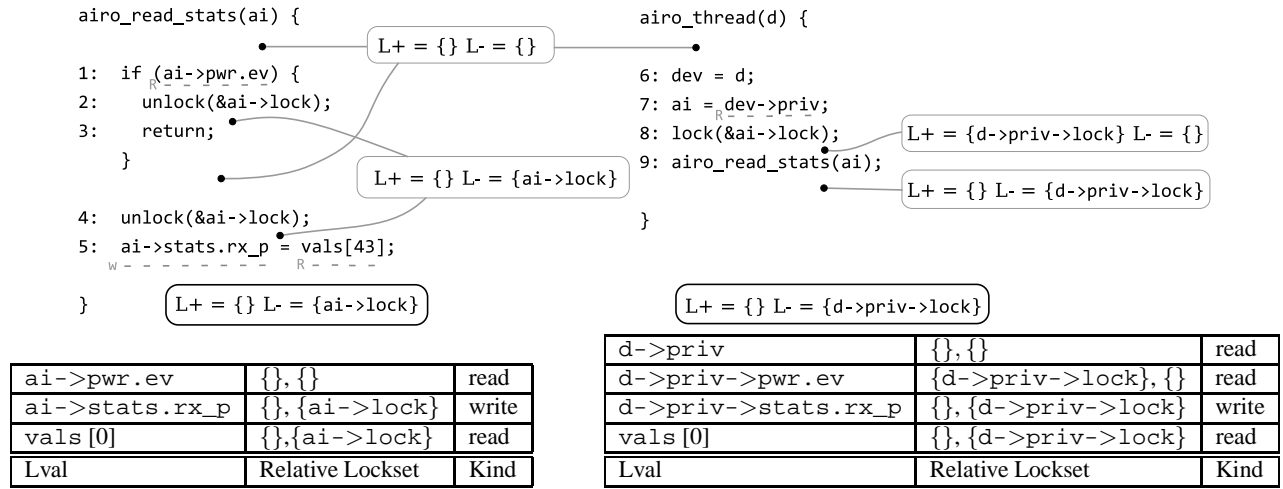 airo_read_stats(ai) {
L+ = {} L- = {}
1: if (ai->pwr.ev) {
R
2: unlock(&ai->lock);
3: return;
}
L+ = {} L- = {ai->lock}
4: unlock(&ai->lock);
5: ai->stats.rx_p = vals[43];
W R
}
L+ = {} L- = {ai->lock}
airo_thread(d) {
6: dev = d;
7: ai = dev->priv;
R
8: lock(&ai->lock);
L+ = {d->priv->lock} L- = {}
9: airo_read_stats(ai);
L+ = {} L- = {d->priv->lock}
}
L+ = {} L- = {d->priv->lock}
ai->pwr.ev {}, {} read
ai->stats.rx_p {}, {ai->lock} write
vals [0] {},{ai->lock} read
Lval Relative Lockset Kind
d->priv {}, {} read
d->priv->pwr.ev {d->priv->lock}, {} read
d->priv->stats.rx_p {}, {d->priv->lock} write
vals [0] {}, {d->priv->lock} read
Lval Relative Lockset Kind